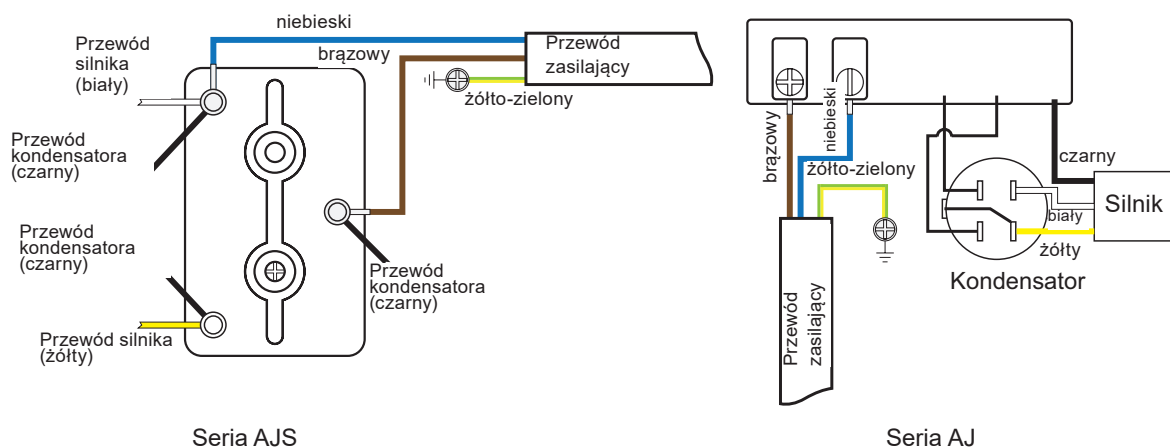 niebieski
Przewód
silnika
(biały)
brązowy
Przewód
zasilający
żółto-zielony
Przewód
kondensatora
(czarny)
Przewód
kondensatora
(czarny)
Przewód
kondensatora
(czarny)
Przewód silnika
(żółty)
Seria AJS
brązowy
niebieski
żółto-zielony
czarny
biały
Silnik
żółty
Kondensator
Przewód
zasilający
Seria AJ